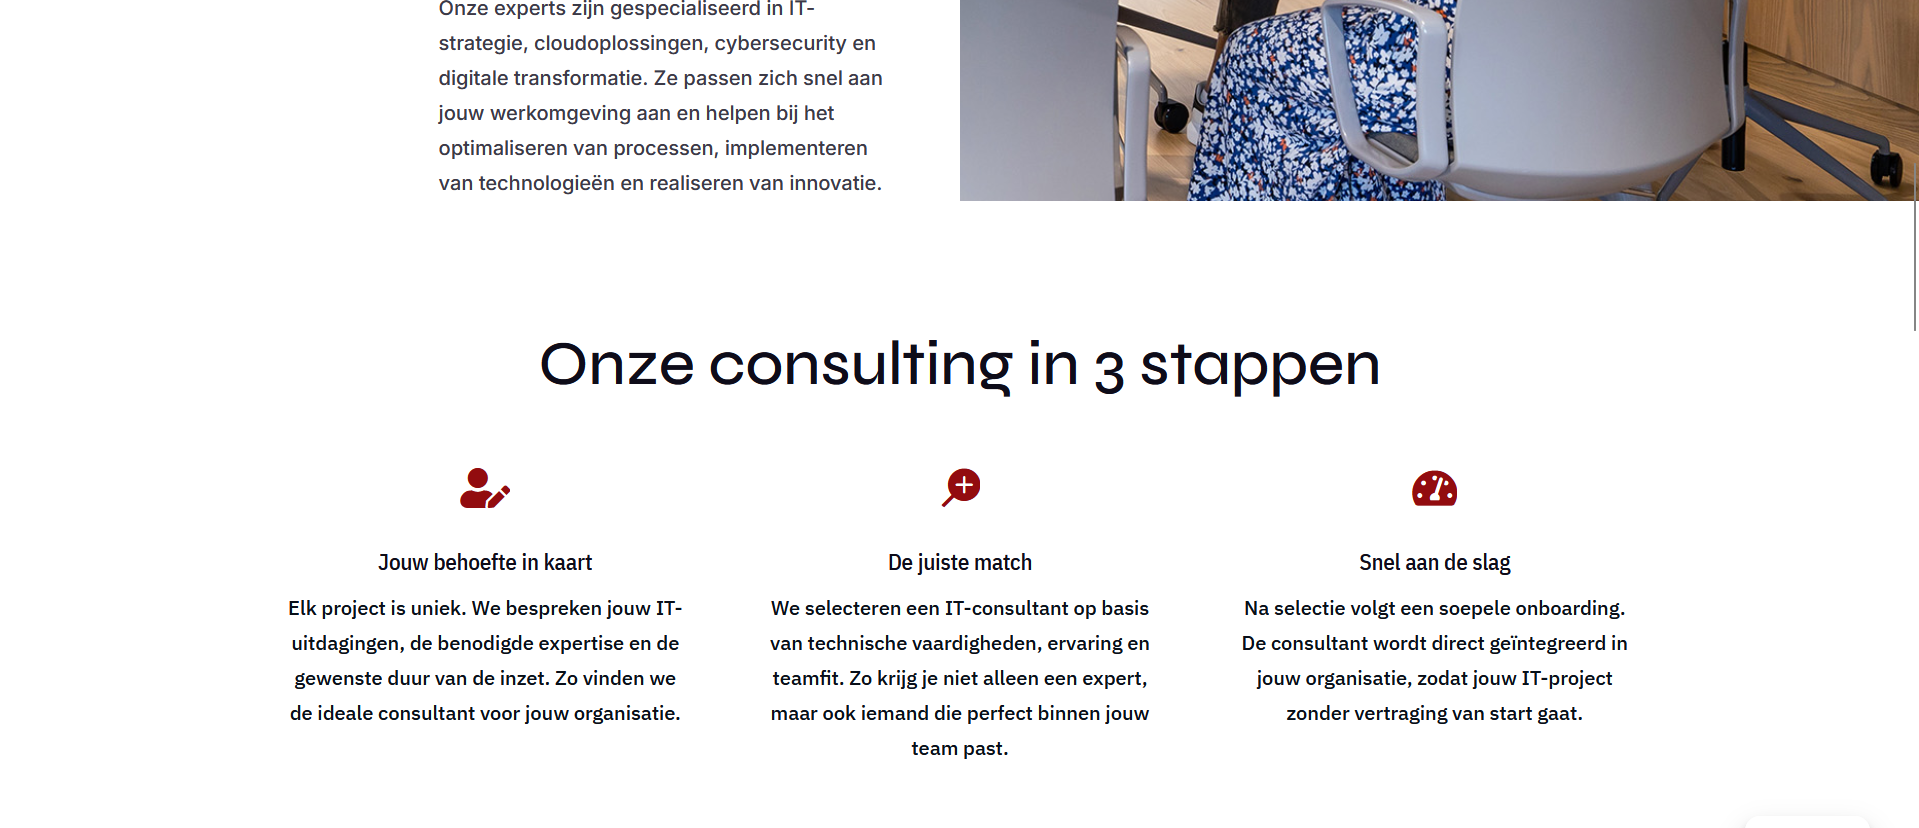 Onze experts zijn gespecialiseerd in IT-
strategie, cloudoplossingen, cybersecurity en
digitale transformatie. Ze passen zich snel aan
jouw werkomgeving aan en helpen bij het
optimaliseren van processen, implementeren
van technologieën en realiseren van innovatie.
Onze consulting in 3 stappen
Jouw behoefte in kaart
Elk project is uniek. We bespreken jouw IT-
uitdagingen, de benodigde expertise en de
gewenste duur van de inzet. Zo vinden we
de ideale consultant voor jouw organisatie.
De juiste match
We selecteren een IT-consultant op basis
van technische vaardigheden, ervaring en
teamfit. Zo krijg je niet alleen een expert,
maar ook iemand die perfect binnen jouw
team past.
Snel aan de slag
Na selectie volgt een soepele onboarding.
De consultant wordt direct geïntegreerd in
jouw organisatie, zodat jouw IT-project
zonder vertraging van start gaat.